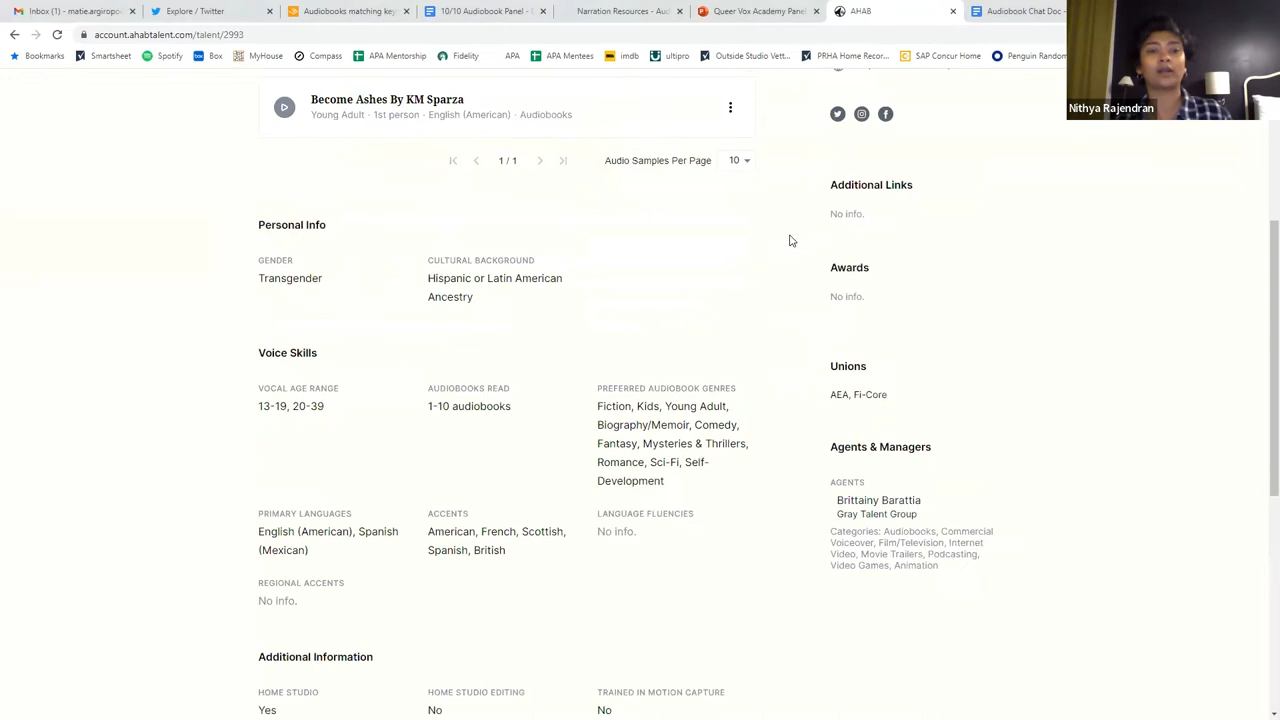 Inbox (1) - matie.argiropo
Explore / Twitter
Audiobooks matching key
10/10 Audiobook Panel - 
Narration Resources - Aud
Queer Vox Academy Panel
AHAB
Audiobook Chat Doc -
account.ahabtalent.com/talent/2993
Bookmarks
Smartsheet
Spotify
Box
MyHouse
Compass
APA Mentorship
Fidelity
APA
APA Mentees
imdb
ultipro
Outside Studio Vett...
PRHA Home Recor...
SAP Concur Home
Penguin Random
Nithya Rajendran
Become Ashes By KM Sparza
Young Adult · 1st person · English (American) · Audiobooks
1 / 1
Audio Samples Per Page
10
Additional Links
No info.
Personal Info
GENDER
Transgender
CULTURAL BACKGROUND
Hispanic or Latin American
Ancestry
Awards
No info.
Voice Skills
VOCAL AGE RANGE
13-19, 20-39
AUDIOBOOKS READ
1-10 audiobooks
PREFERRED AUDIOBOOK GENRES
Fiction, Kids, Young Adult,
Biography/Memoir, Comedy,
Fantasy, Mysteries & Thrillers,
Romance, Sci-Fi, Self-
Development
Unions
AEA, Fi-Core
Agents & Managers
AGENTS
Brittainy Barattia
Gray Talent Group
Categories: Audiobooks, Commercial
Voiceover, Film/Television, Internet
Video, Movie Trailers, Podcasting,
Video Games, Animation
PRIMARY LANGUAGES
English (American), Spanish
(Mexican)
ACCENTS
American, French, Scottish,
Spanish, British
LANGUAGE FLUENCIES
No info.
REGIONAL ACCENTS
No info.
Additional Information
HOME STUDIO
Yes
HOME STUDIO EDITING
No
TRAINED IN MOTION CAPTURE
No